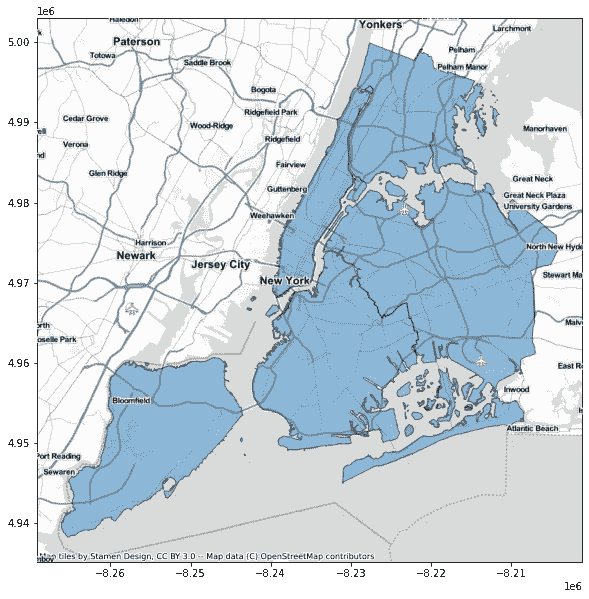 1e6
Haledon
Yonkers
Larchmont
Paterson
5.00
Pelham
Totowa
Saddle Brook
Pelham Manor
Bogota
Ridgefield Park
4.99
Cedar Grove
Wood-Ridge
Manorhaven
Verona
Ridgefield
Fairview
Glen Ridge
Great Neck
Guttenberg
4.98
Great Neck Plaza
University Gardens
Weehawken
Harrison
North New Hyde
Newark
Jersey City
4.97
New York
Stewart Ma
Malv
oselle Park
4.96
East R
Inwood
Bloomfield
4.95
Atlantic Beach
Port Reading
Sewaren
4.94
Map tiles by Stamen Design, CC BY 3.0 -- Map data (C) OpenStreetMap contributors
−8.26
−8.25
−8.24
−8.23
−8.22
−8.21
1e6